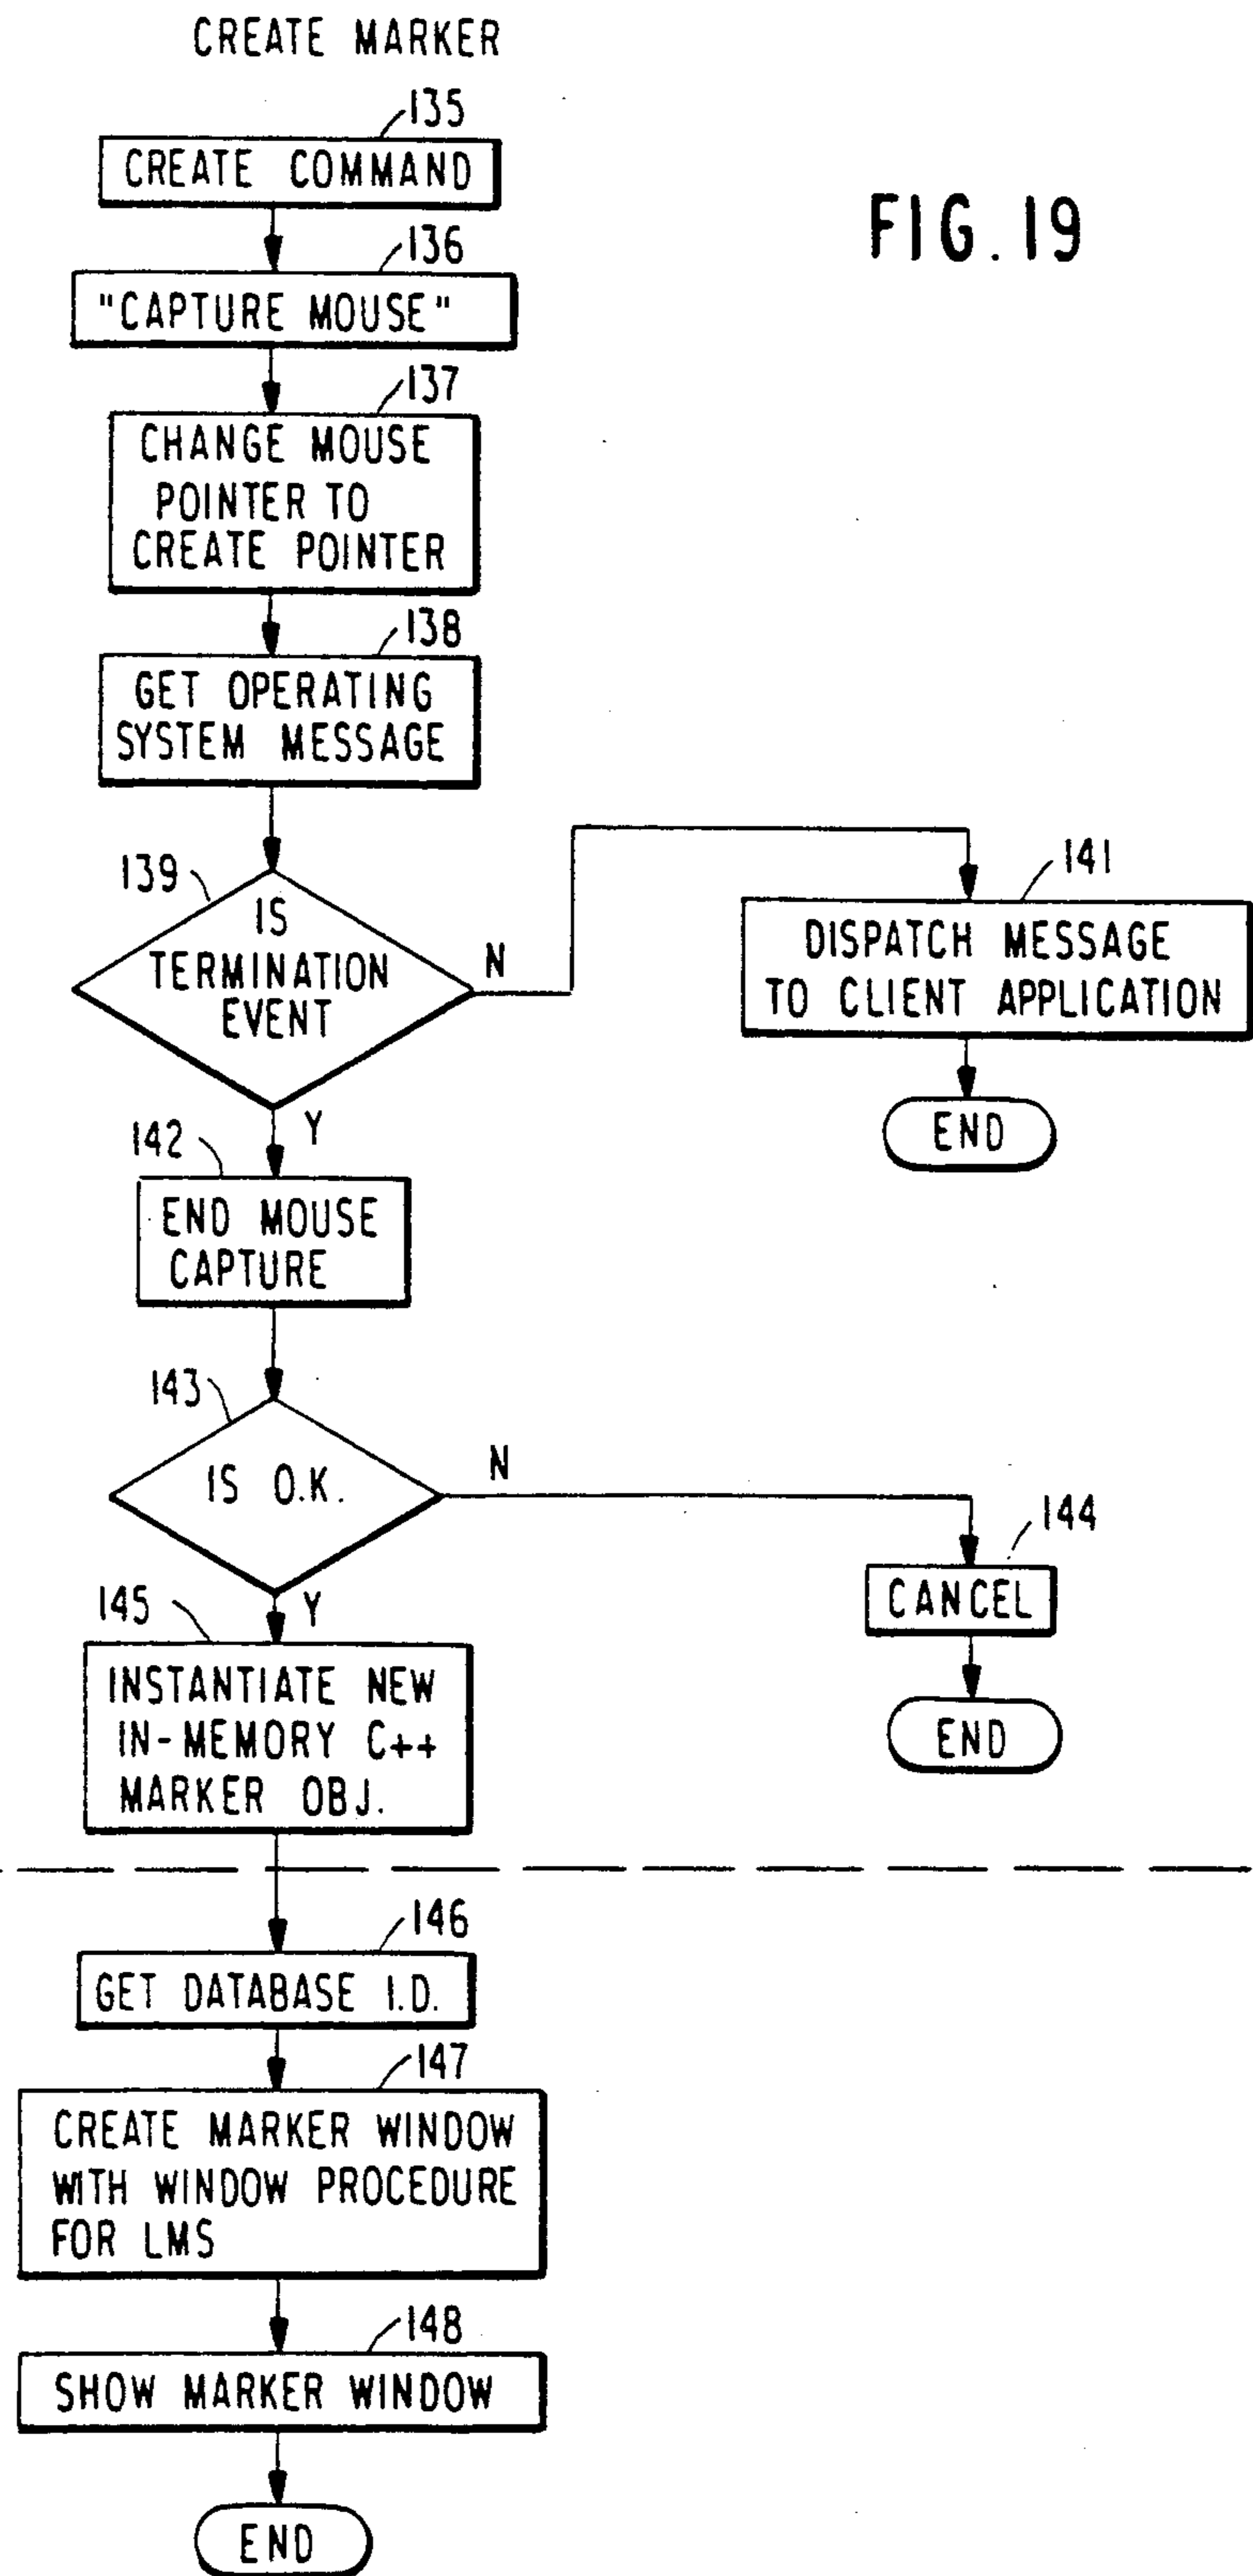 CREATE MARKER
135
CREATE COMMAND
FIG. 19
136
"CAPTURE MOUSE"
137
CHANGE MOUSE
POINTER TO
CREATE POINTER
138
GET OPERATING
SYSTEM MESSAGE
139
IS
TERMINATION
EVENT
N
Y
141
DISPATCH MESSAGE
TO CLIENT APPLICATION
END
142
END MOUSE
CAPTURE
143
IS O.K.
N
Y
144
CANCEL
END
145
INSTANTIATE NEW
IN-MEMORY C++
MARKER OBJ.
146
GET DATABASE I.D.
147
CREATE MARKER WINDOW
WITH WINDOW PROCEDURE
FOR LMS
148
SHOW MARKER WINDOW
END